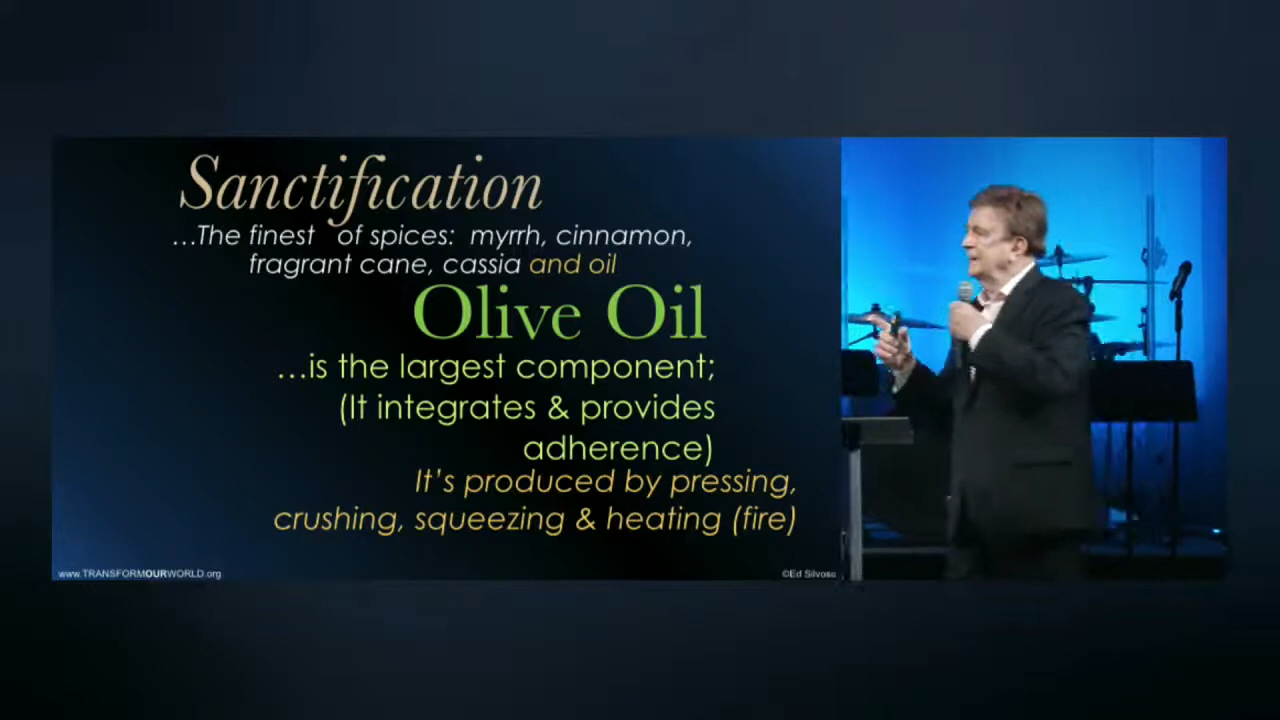 Sanctification
…The finest of spices: myrrh, cinnamon,
fragrant cane, cassia and oil
Olive Oil
…is the largest component;
(It integrates & provides
adherence)
It’s produced by pressing,
crushing, squeezing & heating (fire)
www.TRANSFORMOURWORLD.org
©Ed Silvoso